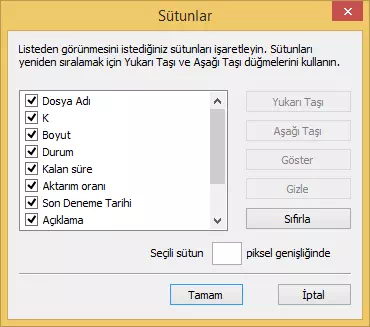 Sütunlar
Listeden görünmesini istediğiniz sütunları işaretleyin. Sütunları
yeniden sıralamak için Yukarı Taşı ve Aşağı Taşı düğmelerini kullanın.
Dosya Adı
K
Boyut
Durum
Kalan süre
Aktarım oranı
Son Deneme Tarihi
Açıklama
Yukarı Taşı
Aşağı Taşı
Göster
Gizle
Sıfırla
Seçili sütun piksel genişliğinde
Tamam
İptal